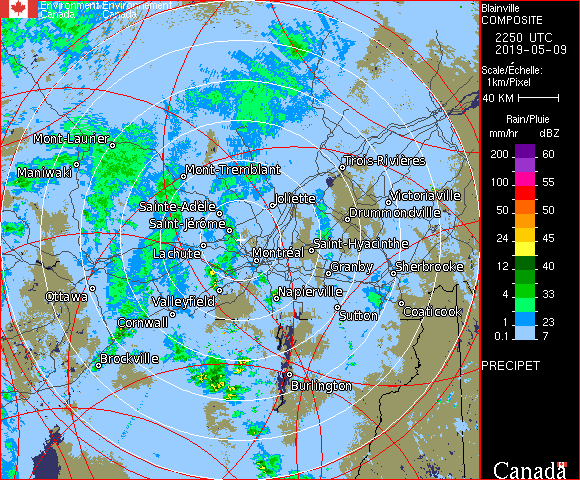 Environment Environnement
Canada Canada
Blainville
COMPOSITE
2250 UTC
2019-05-09
Scale/Échelle:
1km/Pixel
40 KM
Rain/Pluie
mm/hr dBZ
200 60
150 57
100 55
50 50
24 45
12 40
4 33
1 23
0.1 7
PRECIPET
Canada
Mont-Laurier
Maniwaki
Mont-Tremblant
Trois-Rivières
Sainte-Adèle
Joliette
Victoriaville
Drummondville
Saint-Jérôme
Lachute
Montréal
Saint-Hyacinthe
Granby
Sherbrooke
Ottawa
Valleyfield
Napierville
Cornwall
Sutton
Coaticook
Brockville
Burlington